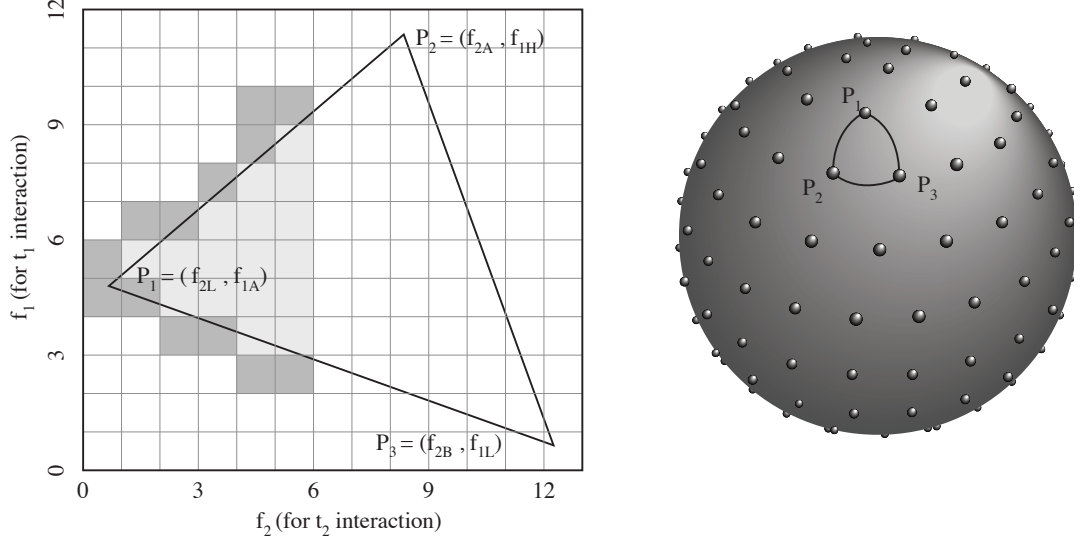 12
9
6
3
0
f1 (for t1 interaction)
P2 = (f2A , f1H)
P1 = ( f2L , f1A)
P3 = (f2B , f1L)
0 3 6 9 12
f2 (for t2 interaction)
P1
P2
P3